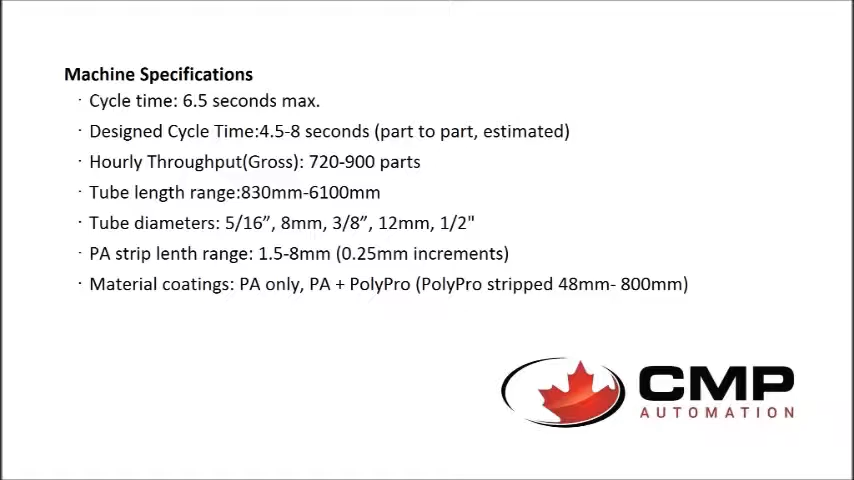 Machine Specifications
· Cycle time: 6.5 seconds max.
· Designed Cycle Time:4.5-8 seconds (part to part, estimated)
· Hourly Throughput(Gross): 720-900 parts
· Tube length range:830mm-6100mm
· Tube diameters: 5/16”, 8mm, 3/8”, 12mm, 1/2"
· PA strip lenth range: 1.5-8mm (0.25mm increments)
· Material coatings: PA only, PA + PolyPro (PolyPro stripped 48mm- 800mm)
CMP
AUTOMATION